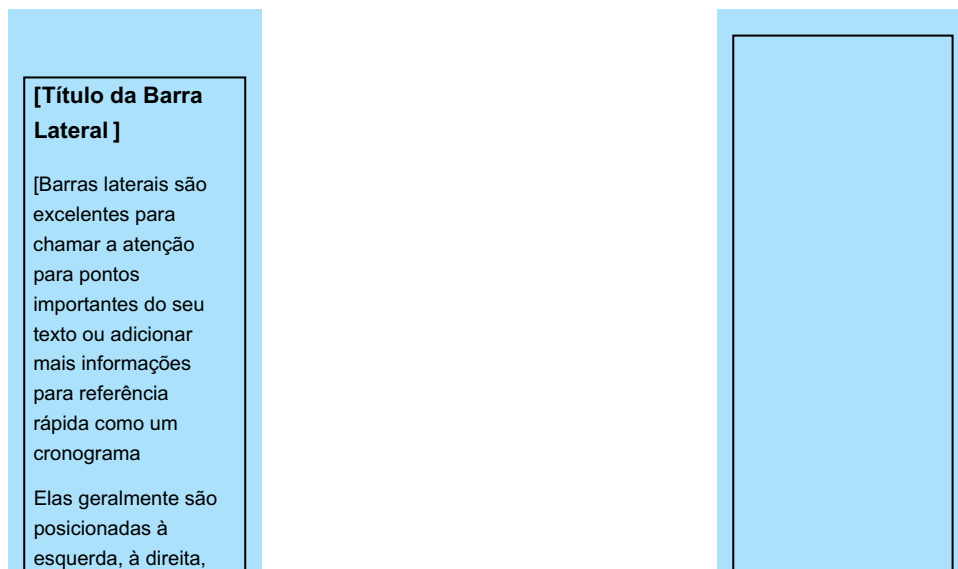 [Título da Barra
Lateral ]
[Barras laterais são
excelentes para
chamar a atenção
para pontos
importantes do seu
texto ou adicionar
mais informações
para referência
rápida como um
cronograma
Elas geralmente são
posicionadas à
esquerda, à direita,